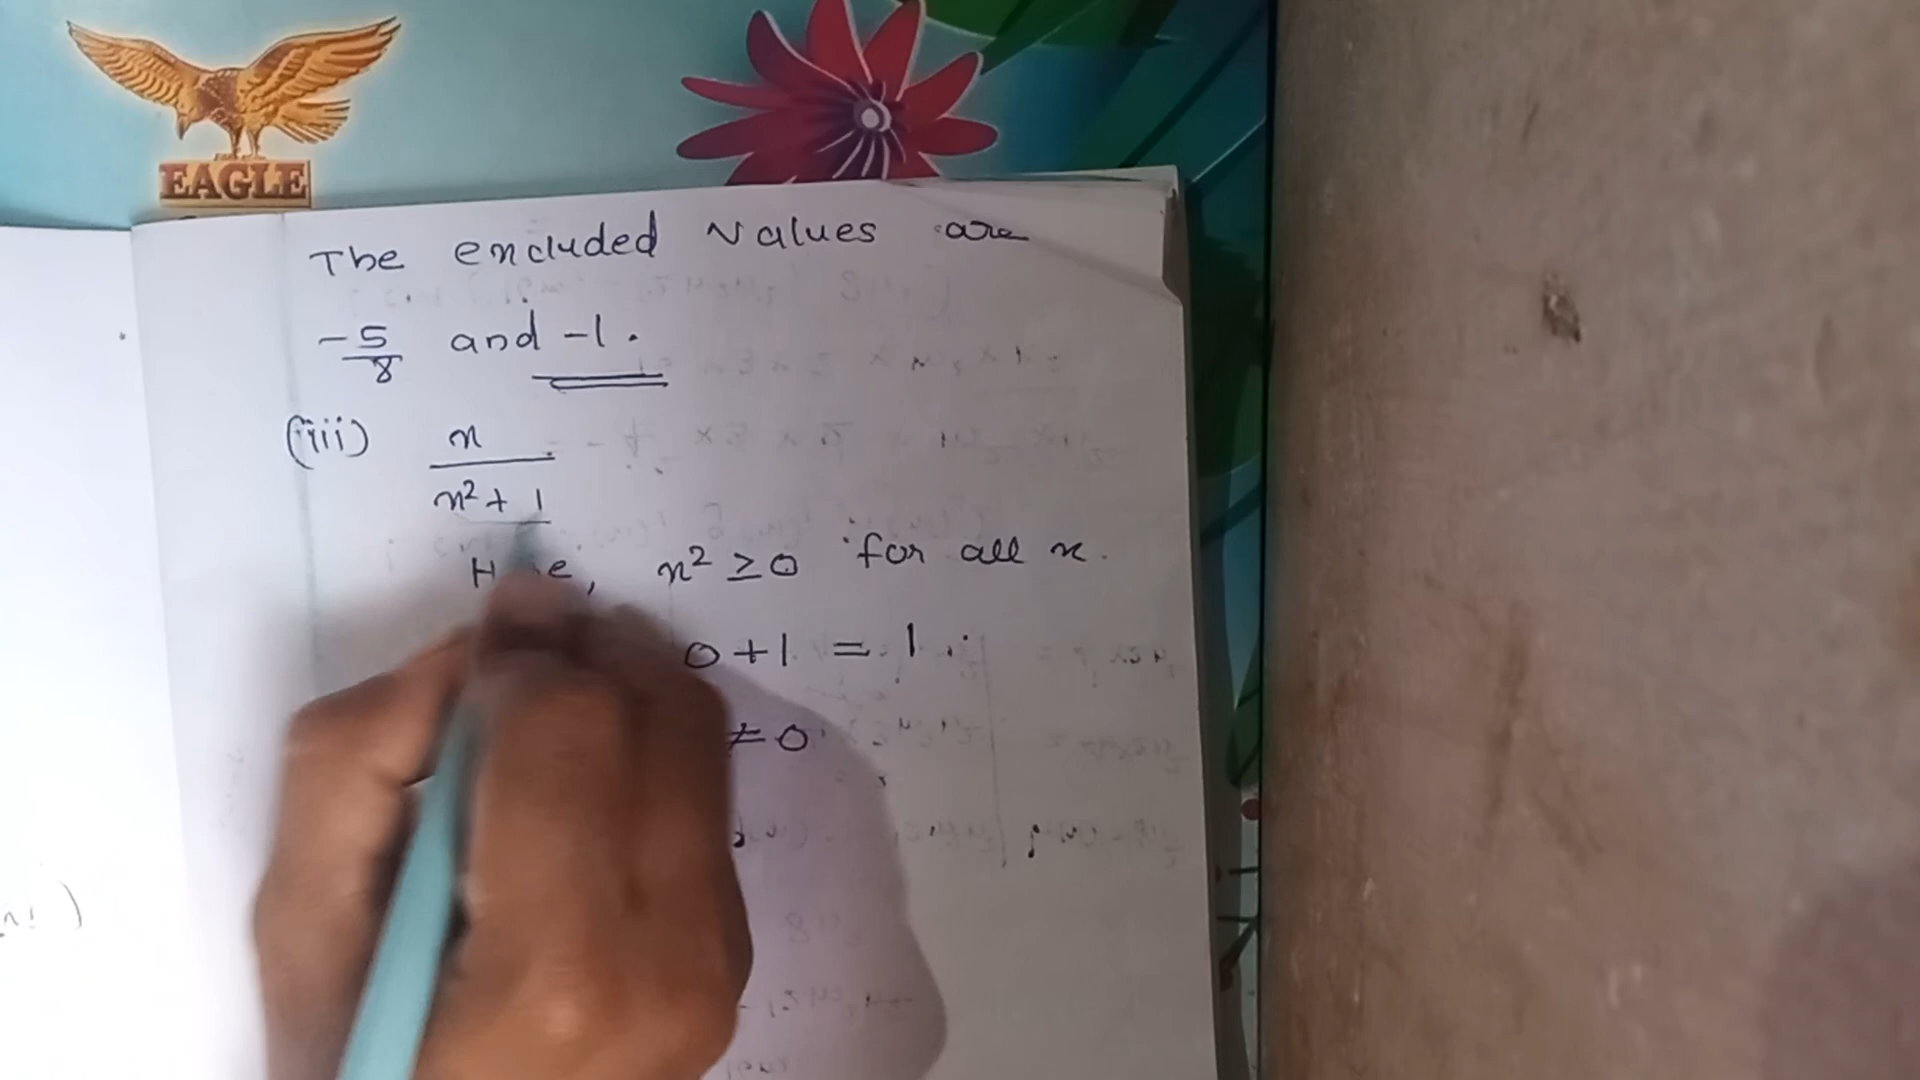 EAGLE
The encluded values are
-5/8 and -1.
(iii) x
x² + 1
x² ≥ 0 for all x.
0 + 1 = 1.
≠ 0